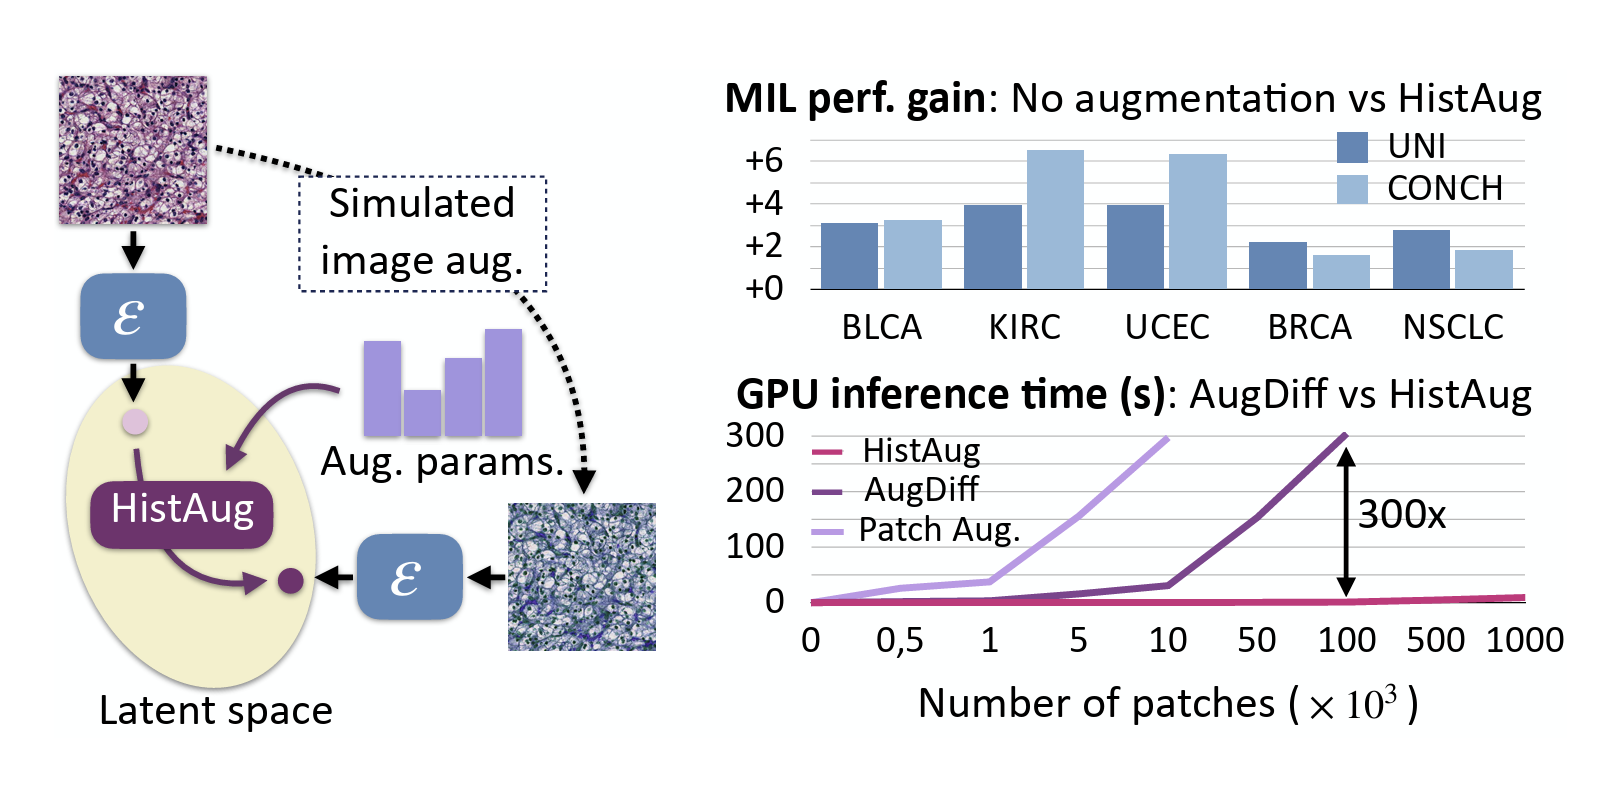 Simulated
image aug.
ℰ
Aug. params.
HistAug
ℰ
Latent space
MIL perf. gain: No augmentation vs HistAug
UNI
CONCH
+6
+4
+2
+0
BLCA KIRC UCEC BRCA NSCLC
GPU inference time (s): AugDiff vs HistAug
300
200
100
0
HistAug
AugDiff
Patch Aug.
300x
0 0,5 1 5 10 50 100 500 1000
Number of patches ( × 10³ )